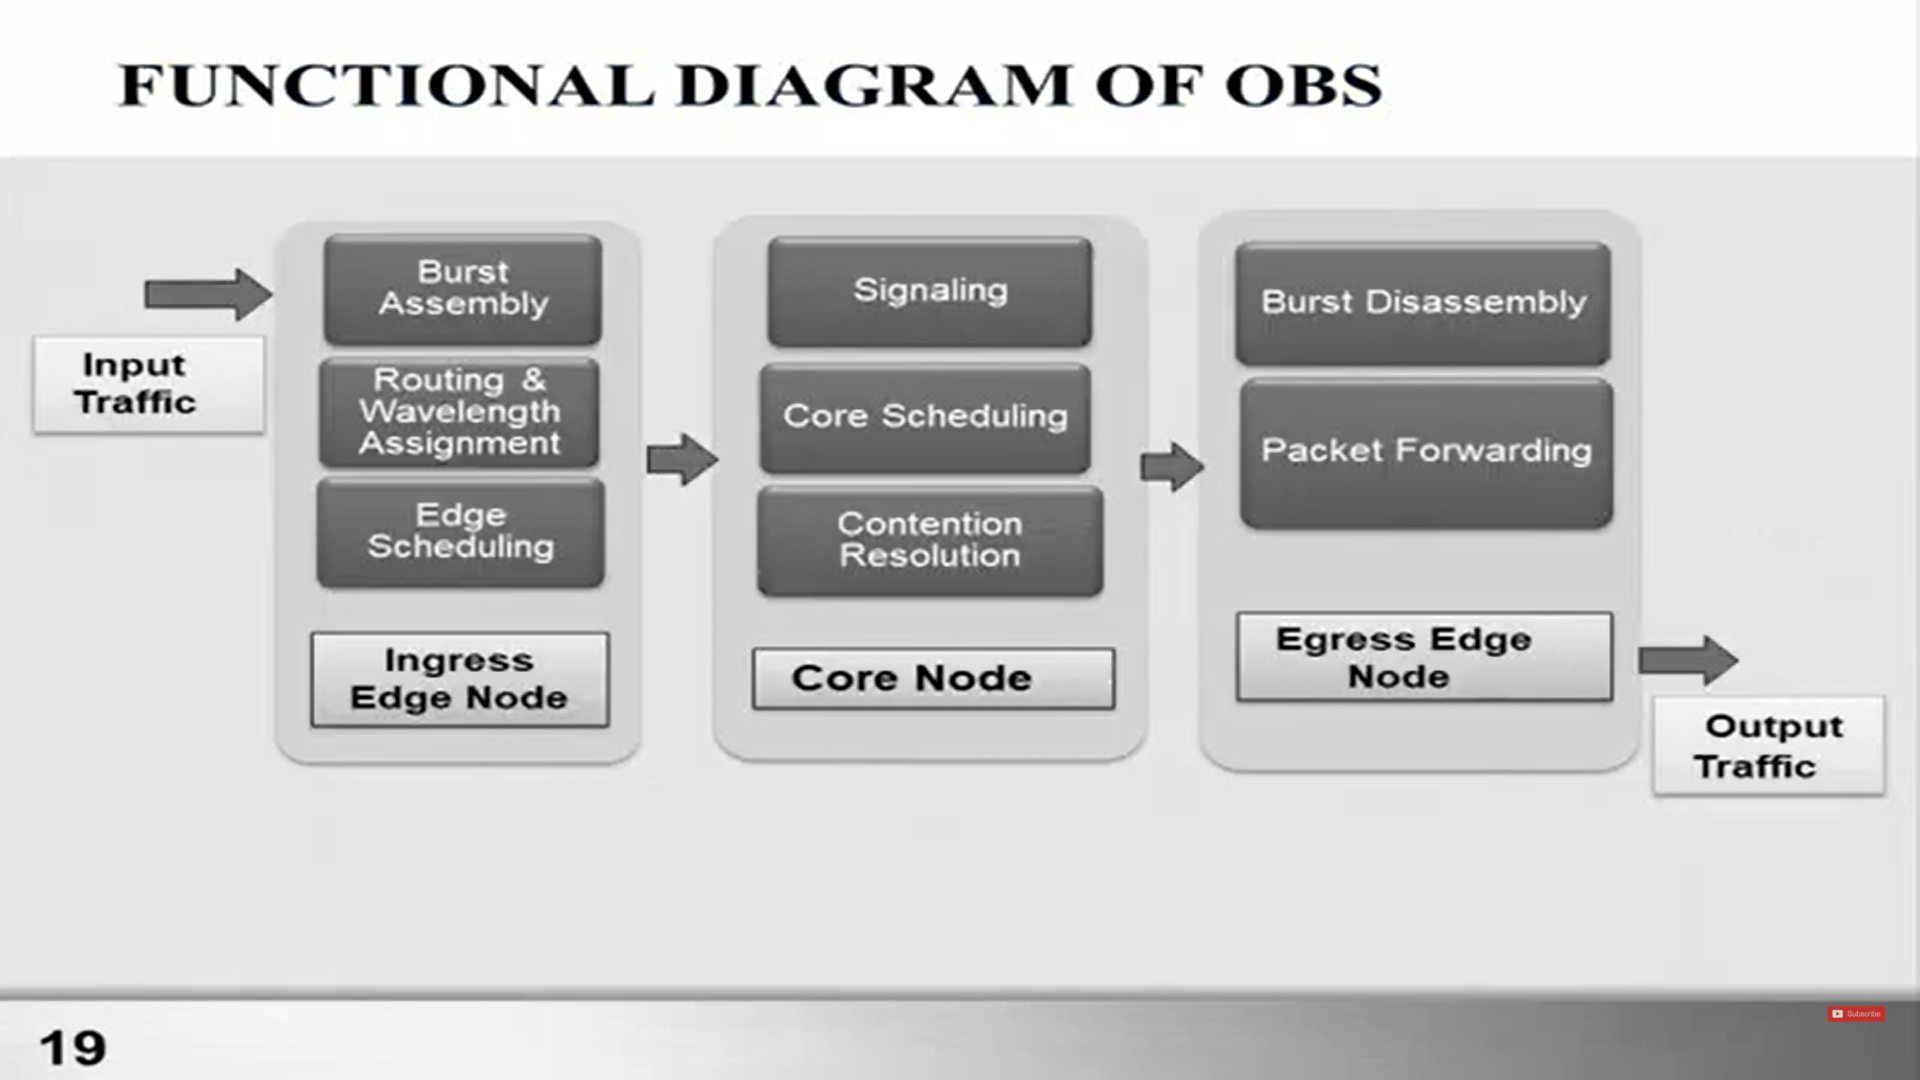 FUNCTIONAL DIAGRAM OF OBS
Input
Traffic
Burst
Assembly
Routing &
Wavelength
Assignment
Edge
Scheduling
Ingress
Edge Node
Signaling
Core Scheduling
Contention
Resolution
Core Node
Burst Disassembly
Packet Forwarding
Egress Edge
Node
Output
Traffic
19
Subscribe